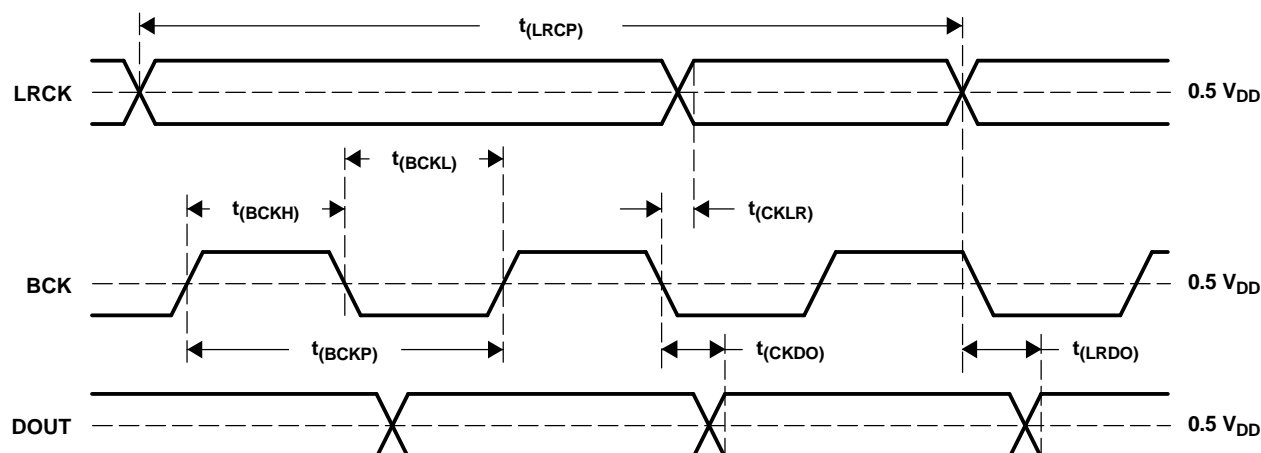 t(LRCP)
LRCK
0.5 VDD
t(BCKL)
t(BCKH)
t(CKLR)
BCK
0.5 VDD
t(BCKP)
t(CKDO)
t(LRDO)
DOUT
0.5 VDD